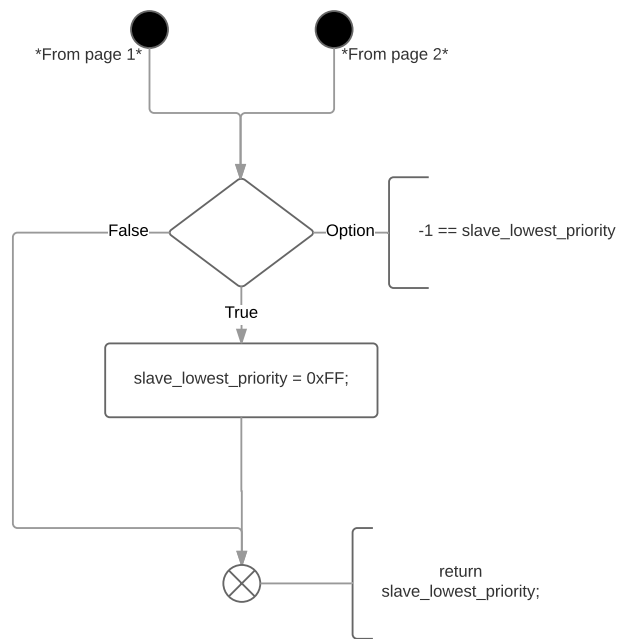 *From page 1*
*From page 2*
False
Option
-1 == slave_lowest_priority
True
slave_lowest_priority = 0xFF;
return
slave_lowest_priority;